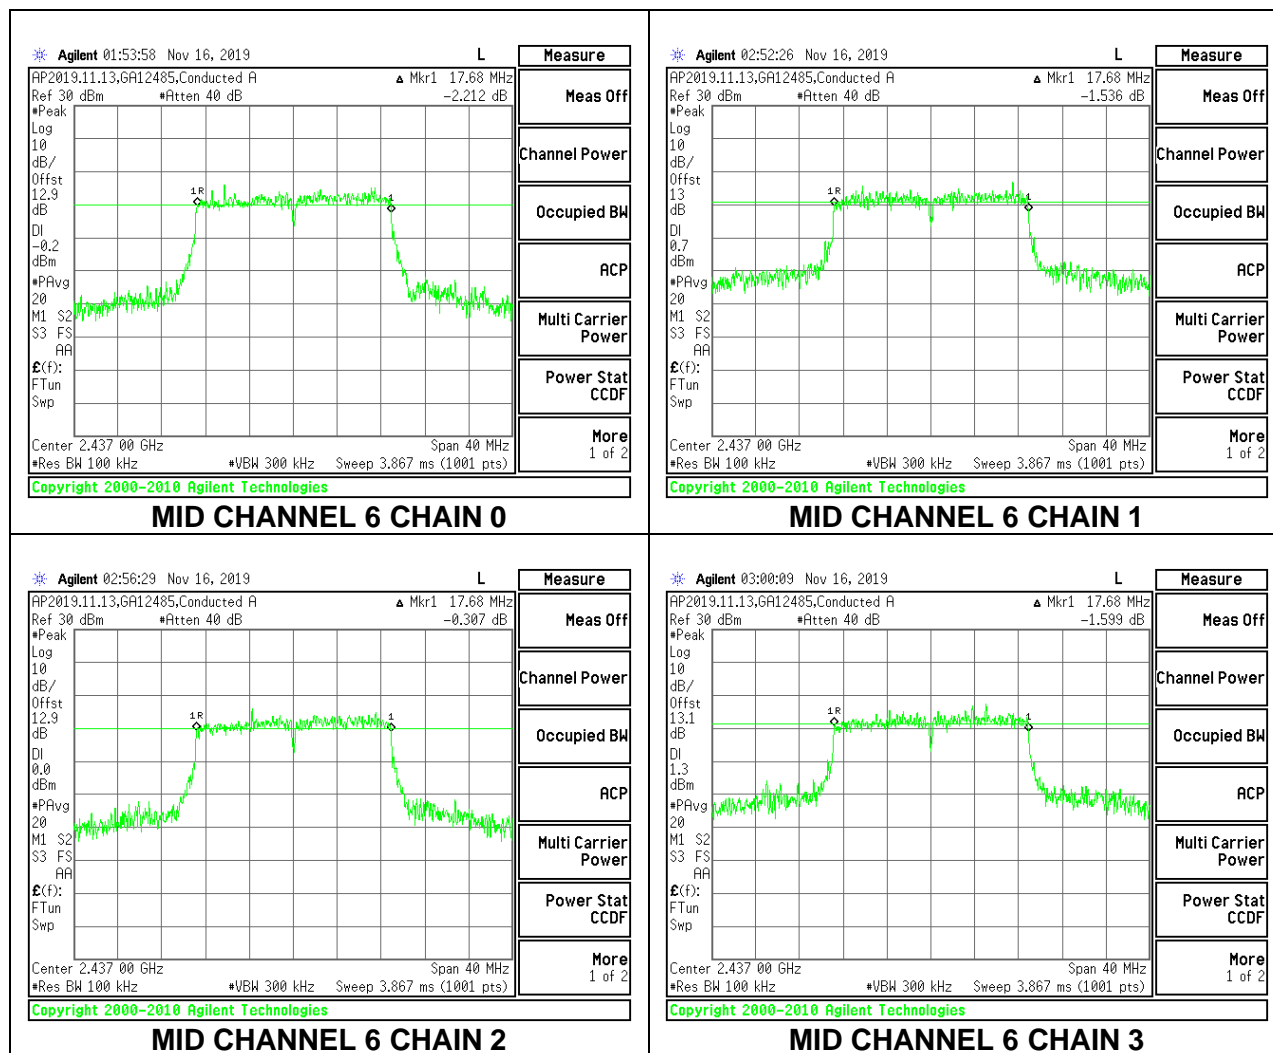 Agilent 01:53:58 Nov 16, 2019 L Measure
AP2019.11.13,GA12485,Conducted A Δ Mkr1 17.68 MHz
Ref 30 dBm #Atten 40 dB -2.212 dB
Meas Off
#Peak
Log
10
dB/
Channel Power
Offst
12.9
dB
1R
1
Occupied BW
DI
-0.2
dBm
ACP
#PAvg
20
M1 S2
S3 FS
AA
Multi Carrier
Power
£(f):
FTun
Swp
Power Stat
CCDF
Center 2.437 00 GHz Span 40 MHz
#Res BW 100 kHz #VBW 300 kHz Sweep 3.867 ms (1001 pts)
More
1 of 2
Copyright 2000-2010 Agilent Technologies
MID CHANNEL 6 CHAIN 0
Agilent 02:52:26 Nov 16, 2019 L Measure
AP2019.11.13,GA12485,Conducted A Δ Mkr1 17.68 MHz
Ref 30 dBm #Atten 40 dB -1.536 dB
Meas Off
#Peak
Log
10
dB/
Channel Power
Offst
13
dB
1R
1
Occupied BW
DI
0.7
dBm
ACP
#PAvg
20
M1 S2
S3 FS
AA
Multi Carrier
Power
£(f):
FTun
Swp
Power Stat
CCDF
Center 2.437 00 GHz Span 40 MHz
#Res BW 100 kHz #VBW 300 kHz Sweep 3.867 ms (1001 pts)
More
1 of 2
Copyright 2000-2010 Agilent Technologies
MID CHANNEL 6 CHAIN 1
Agilent 02:56:29 Nov 16, 2019 L Measure
AP2019.11.13,GA12485,Conducted A Δ Mkr1 17.68 MHz
Ref 30 dBm #Atten 40 dB -0.307 dB
Meas Off
#Peak
Log
10
dB/
Channel Power
Offst
12.9
dB
1R
1
Occupied BW
DI
0.0
dBm
ACP
#PAvg
20
M1 S2
S3 FS
AA
Multi Carrier
Power
£(f):
FTun
Swp
Power Stat
CCDF
Center 2.437 00 GHz Span 40 MHz
#Res BW 100 kHz #VBW 300 kHz Sweep 3.867 ms (1001 pts)
More
1 of 2
Copyright 2000-2010 Agilent Technologies
MID CHANNEL 6 CHAIN 2
Agilent 03:00:09 Nov 16, 2019 L Measure
AP2019.11.13,GA12485,Conducted A Δ Mkr1 17.68 MHz
Ref 30 dBm #Atten 40 dB -1.599 dB
Meas Off
#Peak
Log
10
dB/
Channel Power
Offst
13.1
dB
1R
1
Occupied BW
DI
1.3
dBm
ACP
#PAvg
20
M1 S2
S3 FS
AA
Multi Carrier
Power
£(f):
FTun
Swp
Power Stat
CCDF
Center 2.437 00 GHz Span 40 MHz
#Res BW 100 kHz #VBW 300 kHz Sweep 3.867 ms (1001 pts)
More
1 of 2
Copyright 2000-2010 Agilent Technologies
MID CHANNEL 6 CHAIN 3